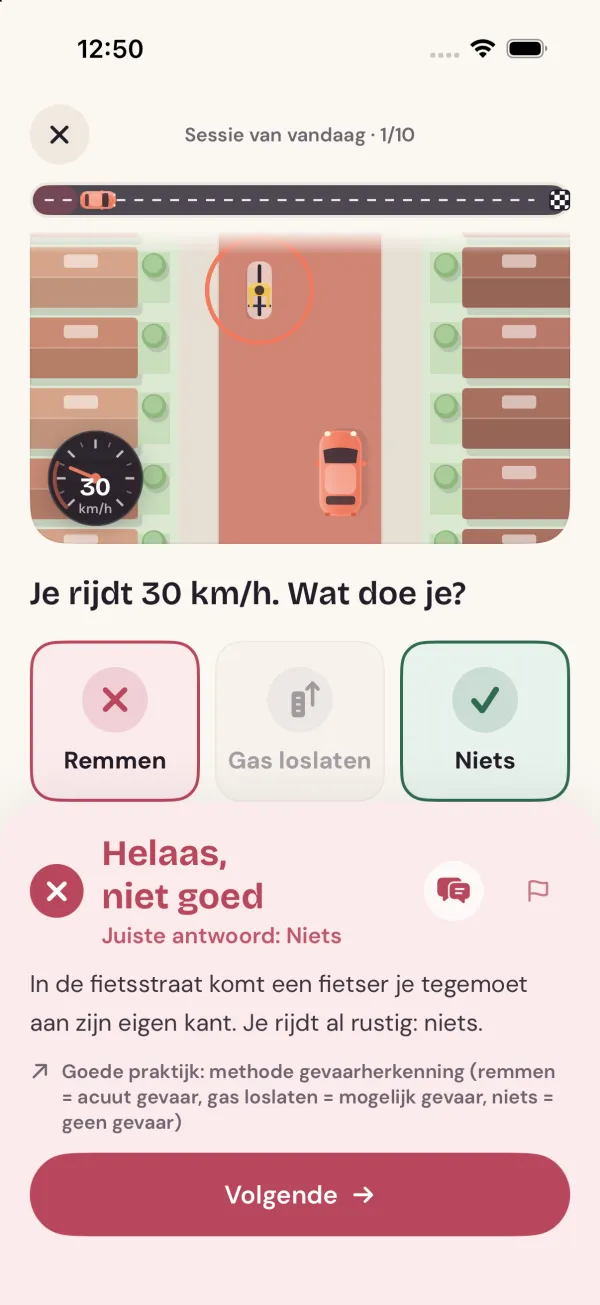 12:50
Sessie van vandaag · 1/10
30
km/h
Je rijdt 30 km/h. Wat doe je?
Remmen
Gas loslaten
Niets
Helaas,
niet goed
Juiste antwoord: Niets
In de fietsstraat komt een fietser je tegemoet
aan zijn eigen kant. Je rijdt al rustig: niets.
Goede praktijk: methode gevaarherkenning (remmen
= acuut gevaar, gas loslaten = mogelijk gevaar, niets =
geen gevaar)
Volgende